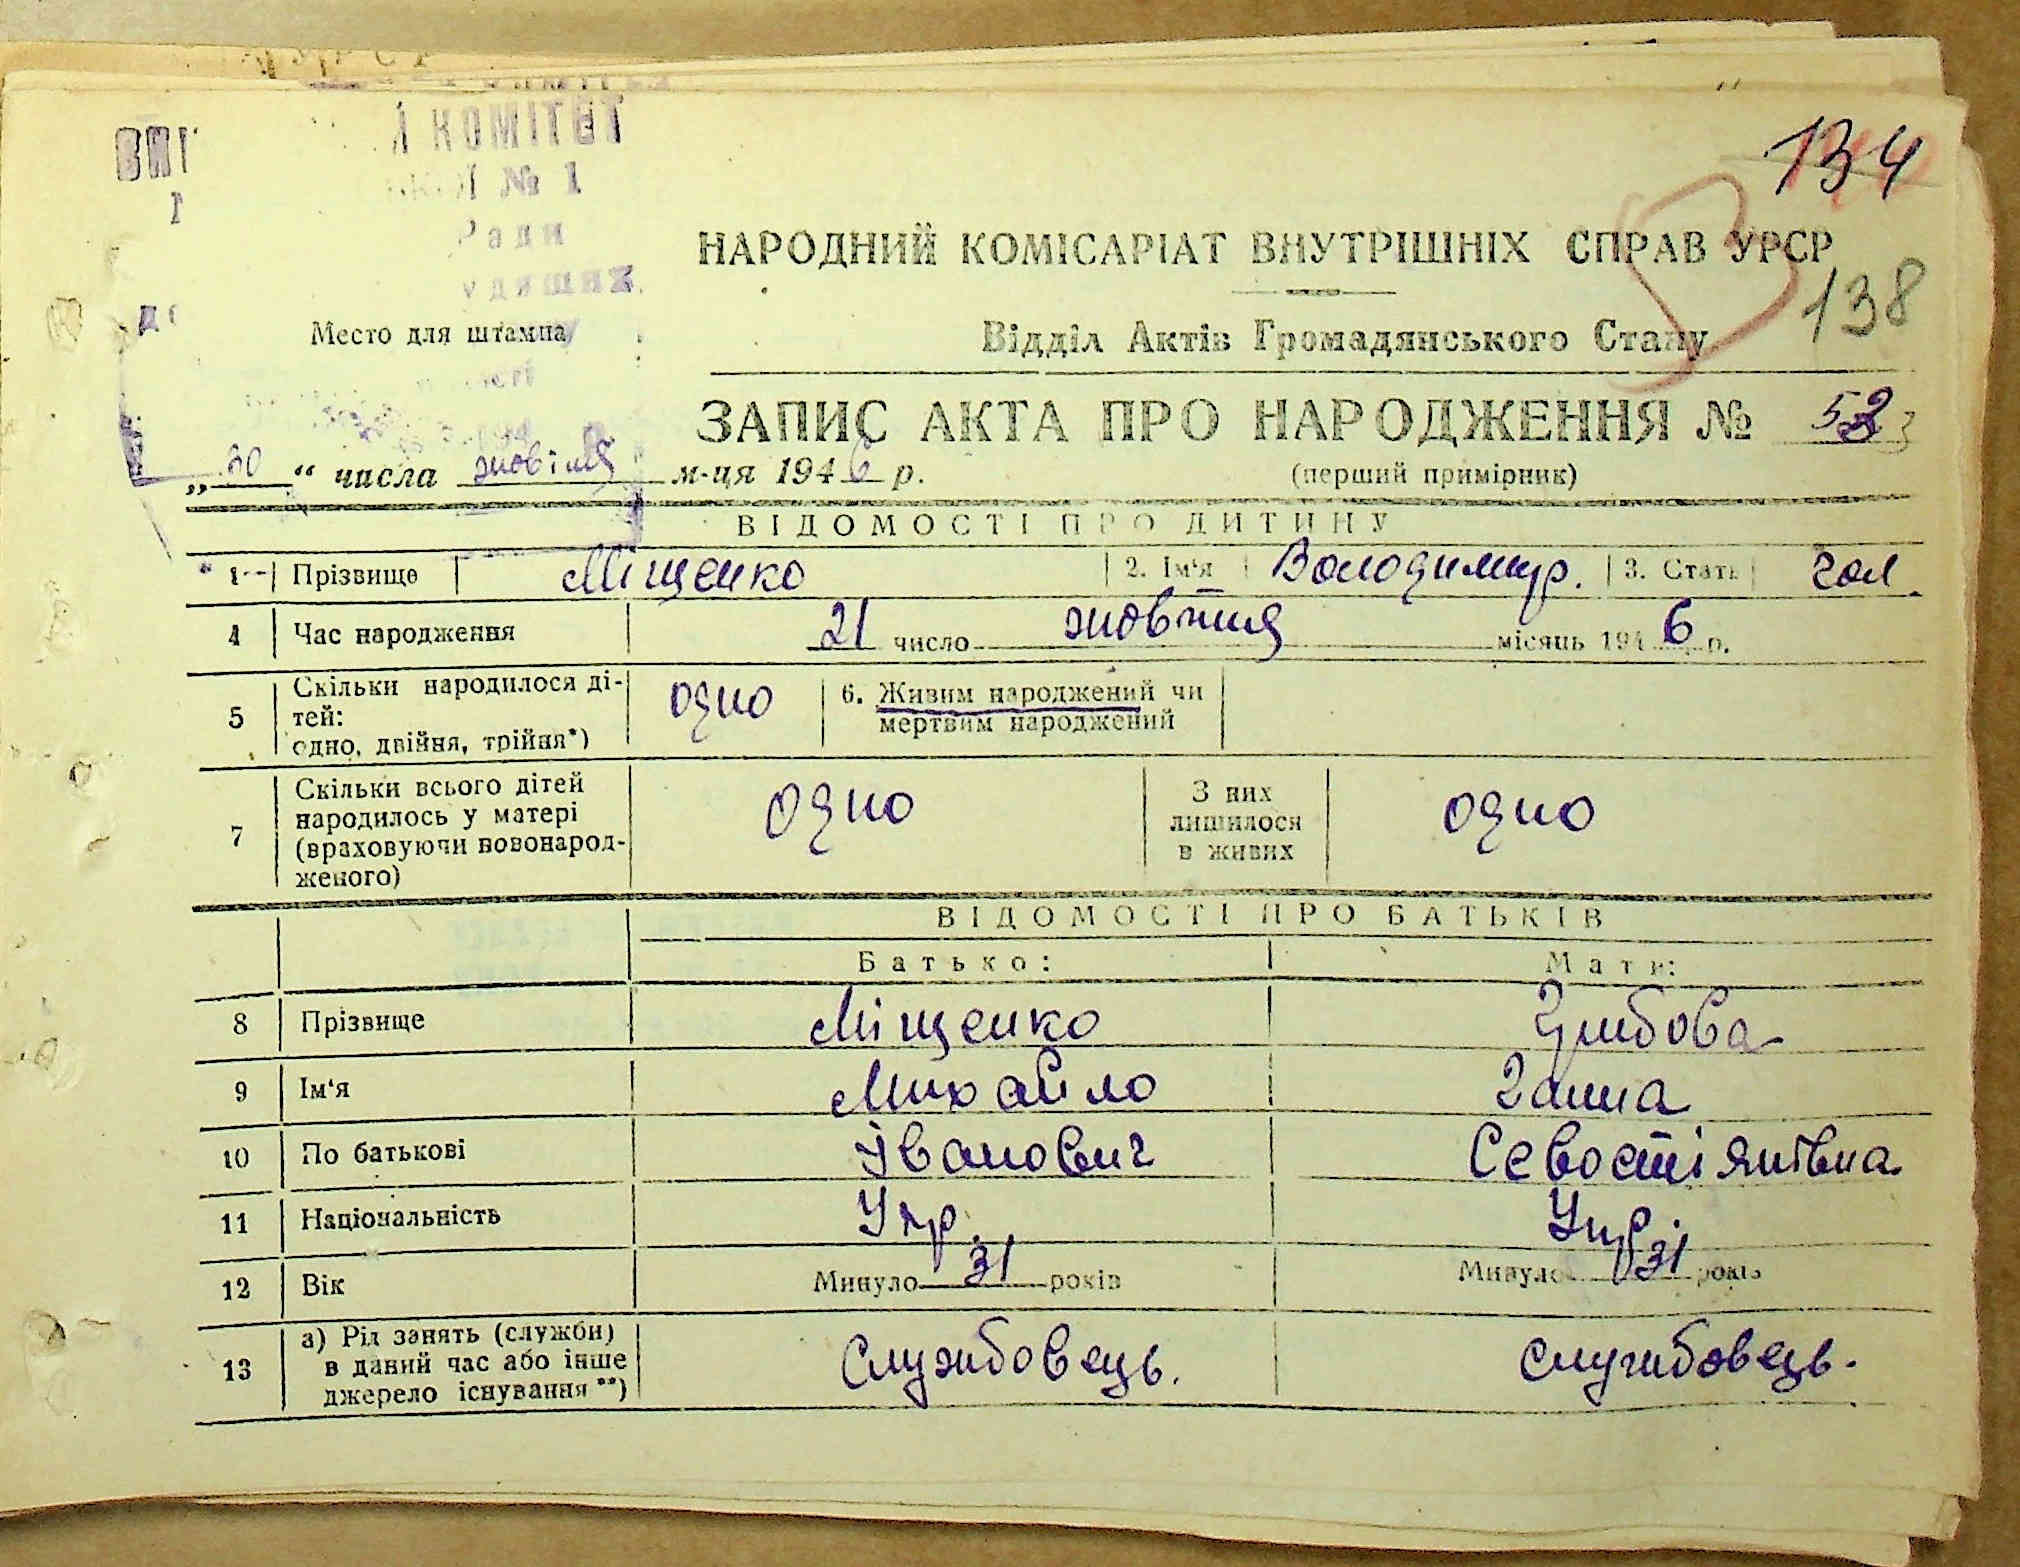 134
КОМІТЕТ
№ 1
Ради
НАРОДНИЙ КОМІСАРІАТ ВНУТРІШНІХ СПРАВ УРСР
138
Место для штампа
Відділ Актів Громадянського Стану
ЗАПИС АКТА ПРО НАРОДЖЕННЯ №
„30“ числа жовтня м-ця 1946 р.
(перший примірник)
ВІДОМОСТІ ПРО ДИТИНУ
1 Прізвище Міщенко 2. Ім‘я Володимир. 3. Стать чол.
4 Час народження 21 число жовтня місяць 1946 р.
5 Скільки народилося ді-
тей:
одно, двійня, трійня*) одно 6. Живим народжений чи
мертвим народжений
7 Скільки всього дітей
народилось у матері
(враховуючи новонарод-
женого) одно З них
лишилося
в живих одно
ВІДОМОСТІ ПРО БАТЬКІВ
Батько: Мати:
8 Прізвище Міщенко
9 Ім‘я Михайло Ганна
10 По батькові Іванович Севостіянівна
11 Національність Укр. Укр.
12 Вік Минуло 31 років Минуло 31 років
13 а) Рід занять (служби)
в даний час або інше
джерело існування**) Службовець. службовець.